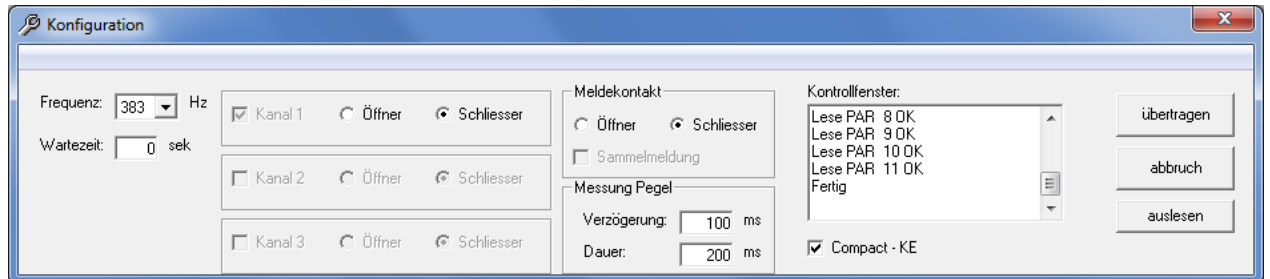 Konfiguration
Frequenz: 383 Hz
Wartezeit: 0 sek
Kanal 1 Öffner Schliesser
Kanal 2 Öffner Schliesser
Kanal 3 Öffner Schliesser
Meldekontakt
Öffner Schliesser
Sammelmeldung
Messung Pegel
Verzögerung: 100 ms
Dauer: 200 ms
Kontrollfenster:
Lese PAR 8 OK
Lese PAR 9 OK
Lese PAR 10 OK
Lese PAR 11 OK
Fertig
Compact - KE
übertragen
abbruch
auslesen